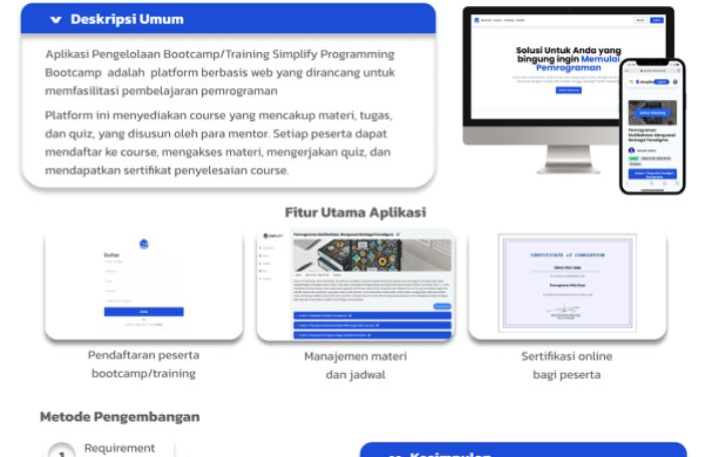 Deskripsi Umum
Aplikasi Pengelolaan Bootcamp/Training Simplify Programming
Bootcamp adalah platform berbasis web yang dirancang untuk
memfasilitasi pembelajaran pemrograman
Platform ini menyediakan course yang mencakup materi, tugas,
dan quiz, yang disusun oleh para mentor. Setiap peserta dapat
mendaftar ke course, mengakses materi, mengerjakan quiz, dan
mendapatkan sertifikat penyelesaian course.
Solusi Untuk Anda yang
bingung ingin Memulai
Pemrograman
Fitur Utama Aplikasi
Daftar
CERTIFICATE of COMPLETION
Pendaftaran peserta
bootcamp/training
Manajemen materi
dan jadwal
Sertifikasi online
bagi peserta
Metode Pengembangan
1
Requirement
Kesimpulan